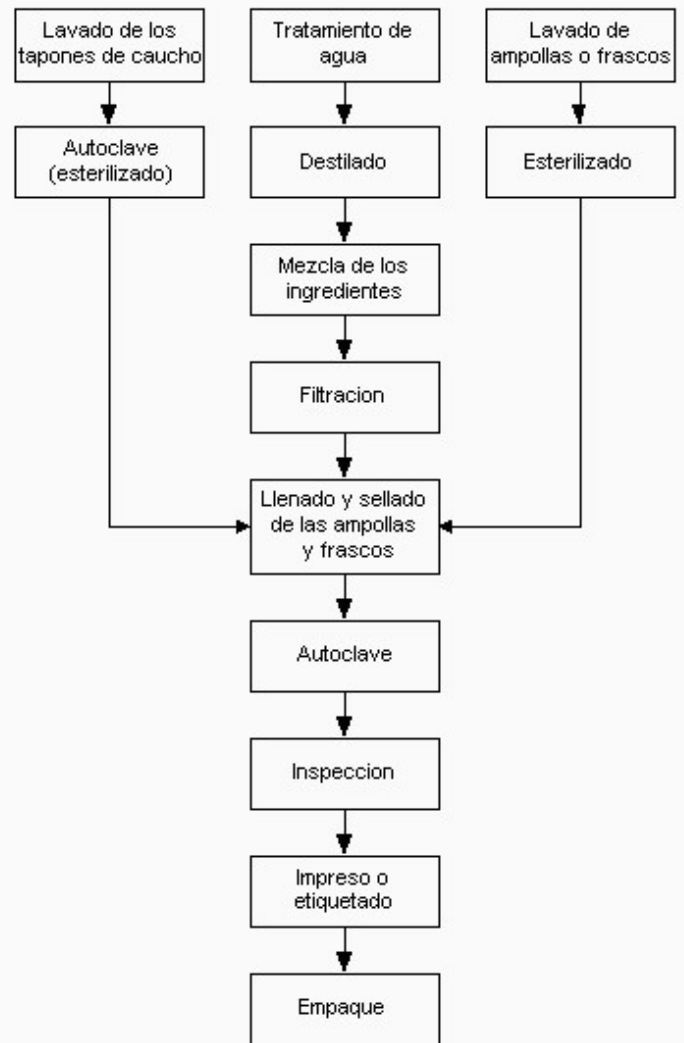 Lavado de los
tapones de caucho
Tratamiento de
agua
Lavado de
ampollas o frascos
Autoclave
(esterilizado)
Destilado
Esterilizado
Mezcla de los
ingredientes
Filtracion
Llenado y sellado
de las ampollas
y frascos
Autoclave
Inspeccion
Impreso o
etiquetado
Empaque